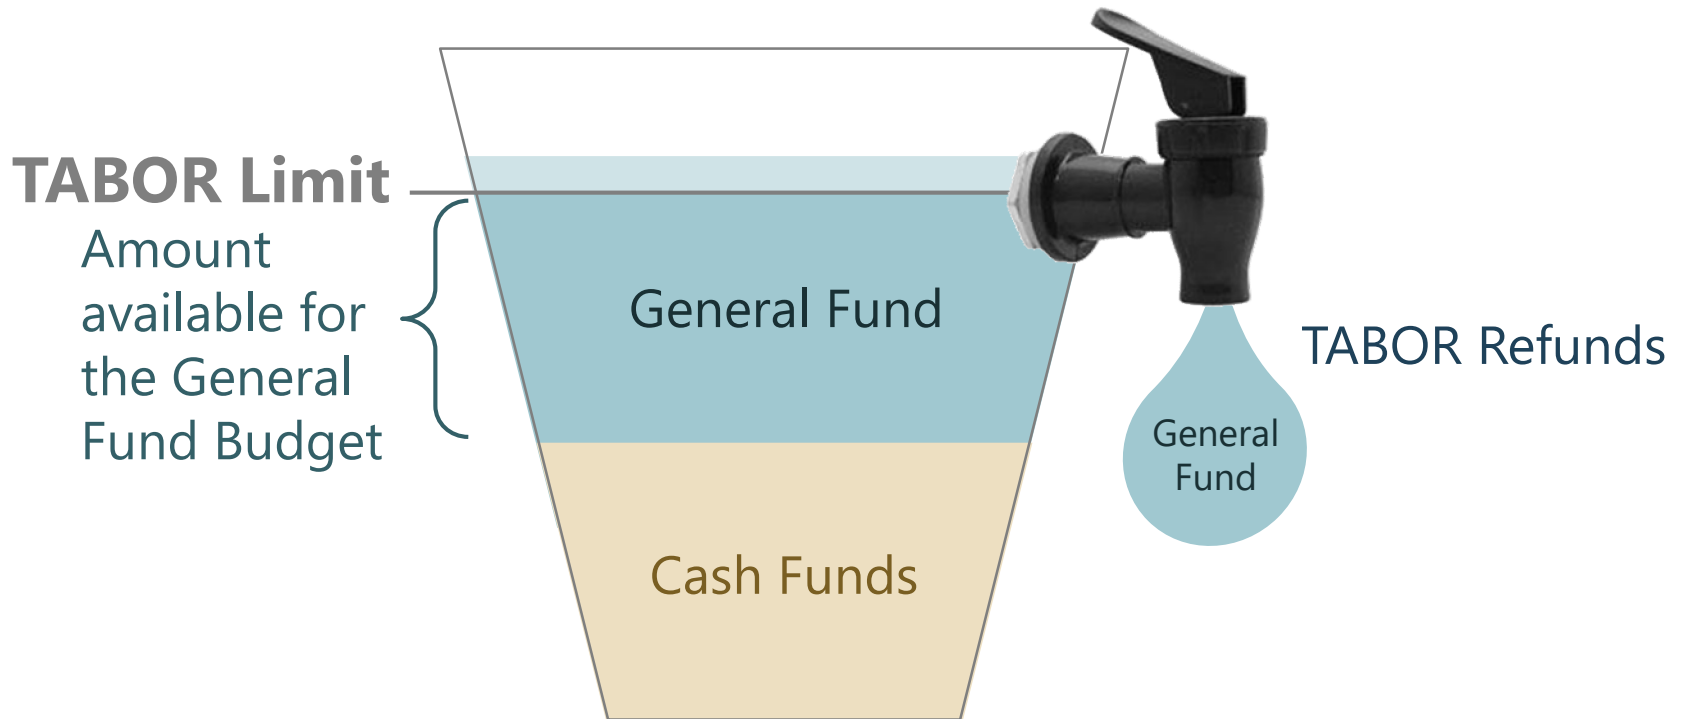 TABOR Limit
Amount
available for
the General
Fund Budget
General Fund
Cash Funds
TABOR Refunds
General
Fund